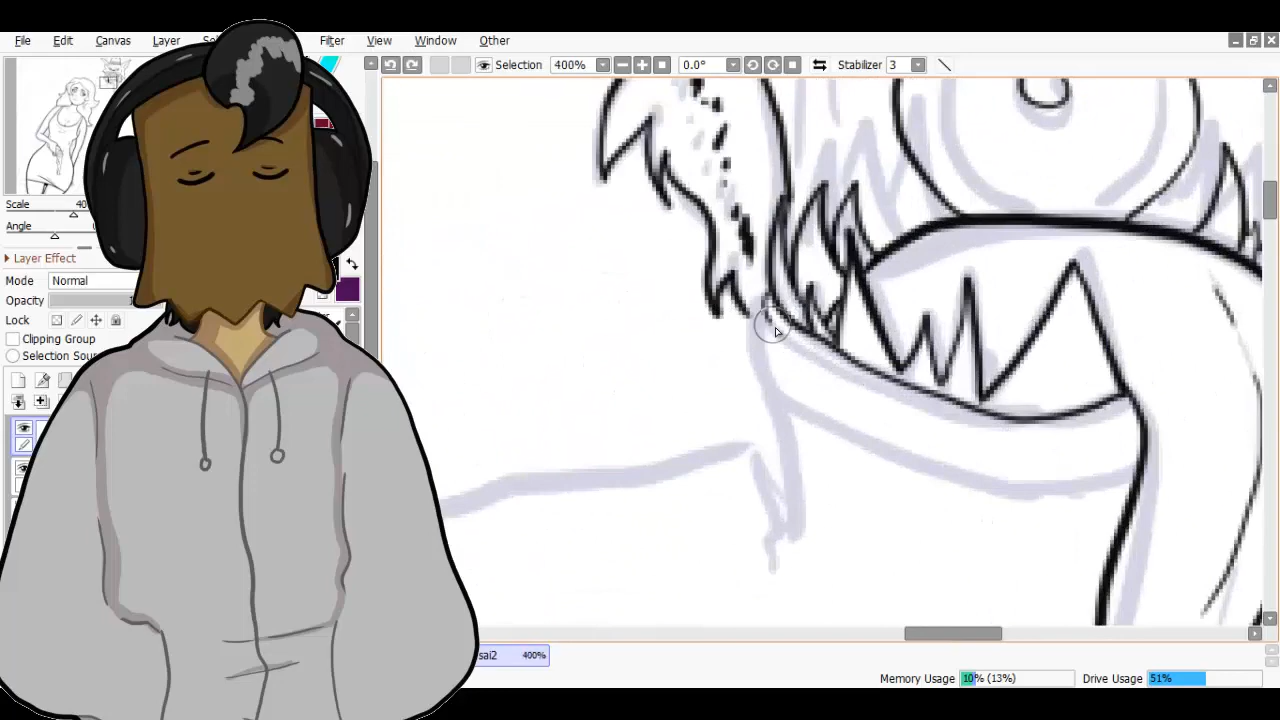 File Edit Canvas Layer Filter View Window Other
Selection 400% 0.0° Stabilizer 3
Scale 40
Angle
Layer Effect
Mode Normal
Opacity
Lock
Clipping Group
Selection
sai2 400%
Memory Usage 10% (13%) Drive Usage 51%